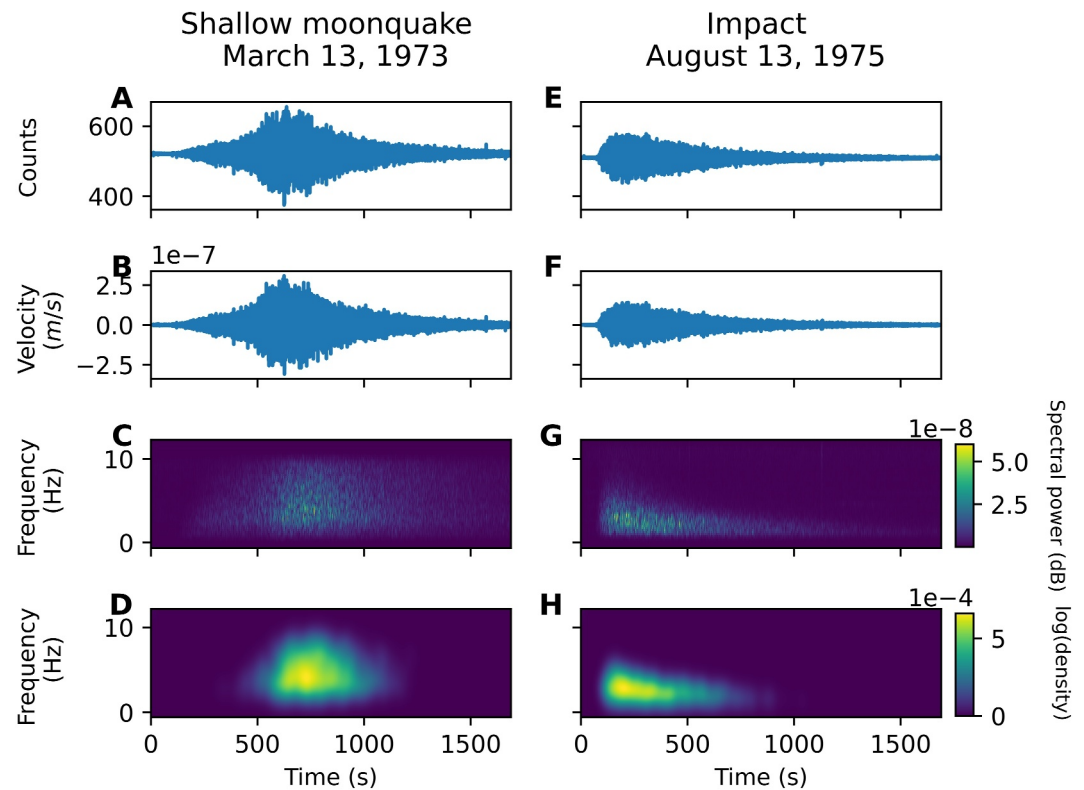 Shallow moonquake
March 13, 1973
Impact
August 13, 1975
A
E
Counts
600
400
B
1e−7
F
Velocity
(m/s)
2.5
0.0
−2.5
C
G
1e−8
Frequency
(Hz)
10
0
5.0
2.5
Spectral power (dB)
D
H
1e−4
Frequency
(Hz)
10
0
5
0
log(density)
0
500
1000
1500
0
500
1000
1500
Time (s)
Time (s)